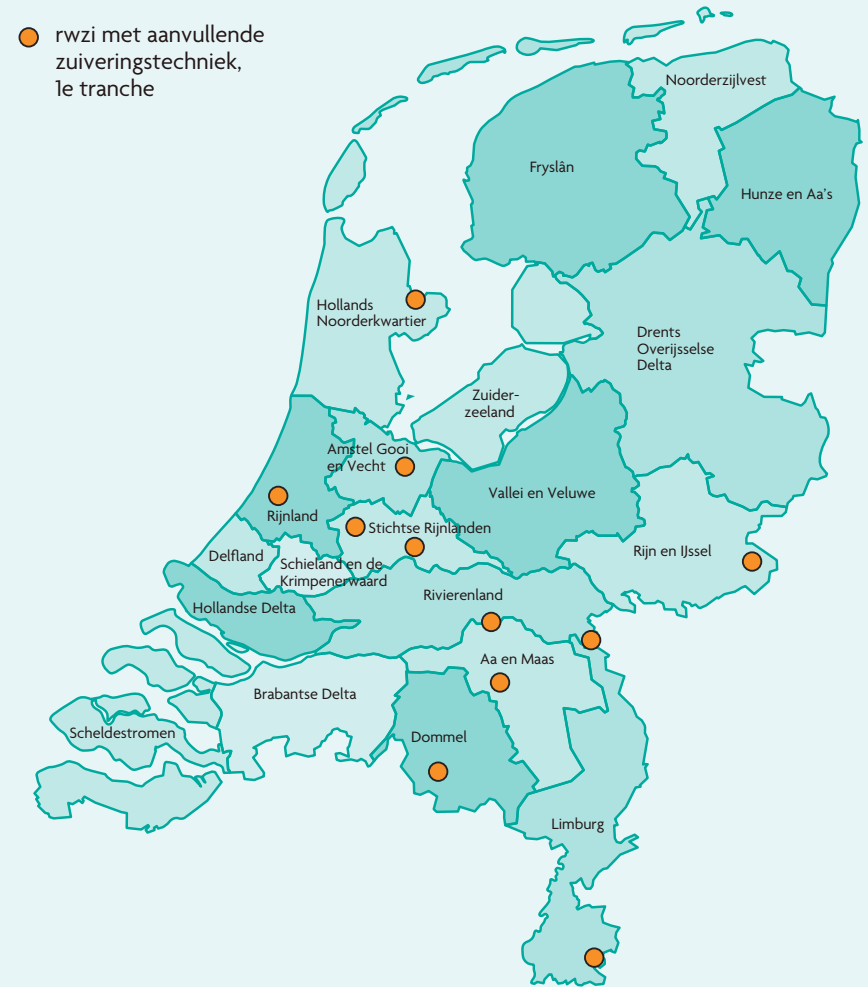 rwzi met aanvullende
zuiveringstechniek,
1e tranche
Noorderzijlvest
Fryslân
Hunze en Aa's
Hollands
Noorderkwartier
Drents
Overijsselse
Delta
Zuider-
zeeland
Amstel Gooi
en Vecht
Vallei en Veluwe
Rijnland
Stichtse Rijnlanden
Delfland
Schieland en de
Krimpenerwaard
Rijn en IJssel
Hollandse Delta
Rivierenland
Aa en Maas
Brabantse Delta
Scheldestromen
Dommel
Limburg